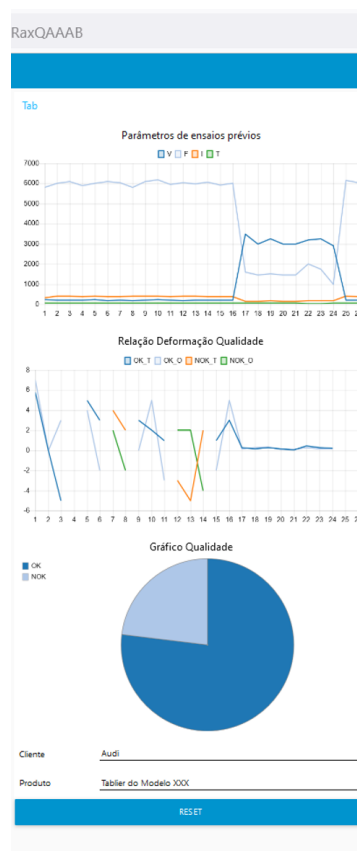 RaxQAAAB
Tab
Parâmetros de ensaios prévios
V F I T
7000
6000
5000
4000
3000
2000
1000
0
1 2 3 4 5 6 7 8 9 10 11 12 13 14 15 16 17 18 19 20 21 22 23 24 25
Relação Deformação Qualidade
OK_T OK_O NOK_T NOK_O
8
6
4
2
0
-2
-4
-6
1 2 3 4 5 6 7 8 9 10 11 12 13 14 15 16 17 18 19 20 21 22 23 24 25
Gráfico Qualidade
OK
NOK
Cliente Audi
Produto Tablier do Modelo XXX
RESET